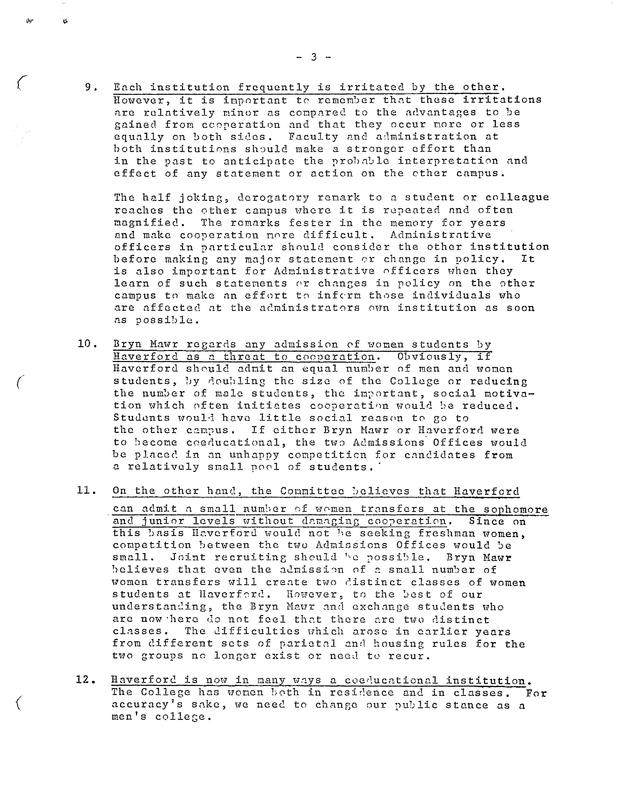 - 3 -
9. Each institution frequently is irritated by the other.
However, it is important to remember that these irritations
are relatively minor as compared to the advantages to be
gained from cooperation and that they occur more or less
equally on both sides. Faculty and administration at
both institutions should make a stronger effort than
in the past to anticipate the probable interpretation and
effect of any statement or action on the other campus.
The half joking, derogatory remark to a student or colleague
reaches the other campus where it is repeated and often
magnified. The remarks fester in the memory for years
and make cooperation more difficult. Administrative
officers in particular should consider the other institution
before making any major statement or change in policy. It
is also important for Administrative officers when they
learn of such statements or changes in policy on the other
campus to make an effort to inform those individuals who
are affected at the administrators own institution as soon
as possible.
10. Bryn Mawr regards any admission of women students by
Haverford as a threat to cooperation. Obviously, if
Haverford should admit an equal number of men and women
students, by doubling the size of the College or reducing
the number of male students, the important, social motiva-
tion which often initiates cooperation would be reduced.
Students would have little social reason to go to
the other campus. If either Bryn Mawr or Haverford were
to become coeducational, the two Admissions Offices would
be placed in an unhappy competition for candidates from
a relatively small pool of students.
11. On the other hand, the Committee believes that Haverford
can admit a small number of women transfers at the sophomore
and junior levels without damaging cooperation. Since on
this basis Haverford would not be seeking freshman women,
competition between the two Admissions Offices would be
small. Joint recruiting should be possible. Bryn Mawr
believes that even the admission of a small number of
women transfers will create two distinct classes of women
students at Haverford. However, to the best of our
understanding, the Bryn Mawr and exchange students who
are now here do not feel that there are two distinct
classes. The difficulties which arose in earlier years
from different sets of parietal and housing rules for the
two groups no longer exist or need to recur.
12. Haverford is now in many ways a coeducational institution.
The College has women both in residence and in classes. For
accuracy's sake, we need to change our public stance as a
men's college.